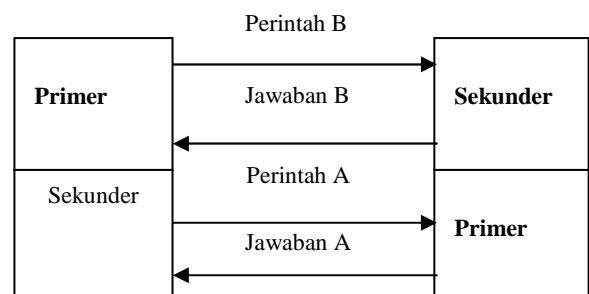 Perintah B
Primer
Jawaban B
Sekunder
Perintah A
Sekunder
Primer
Jawaban A